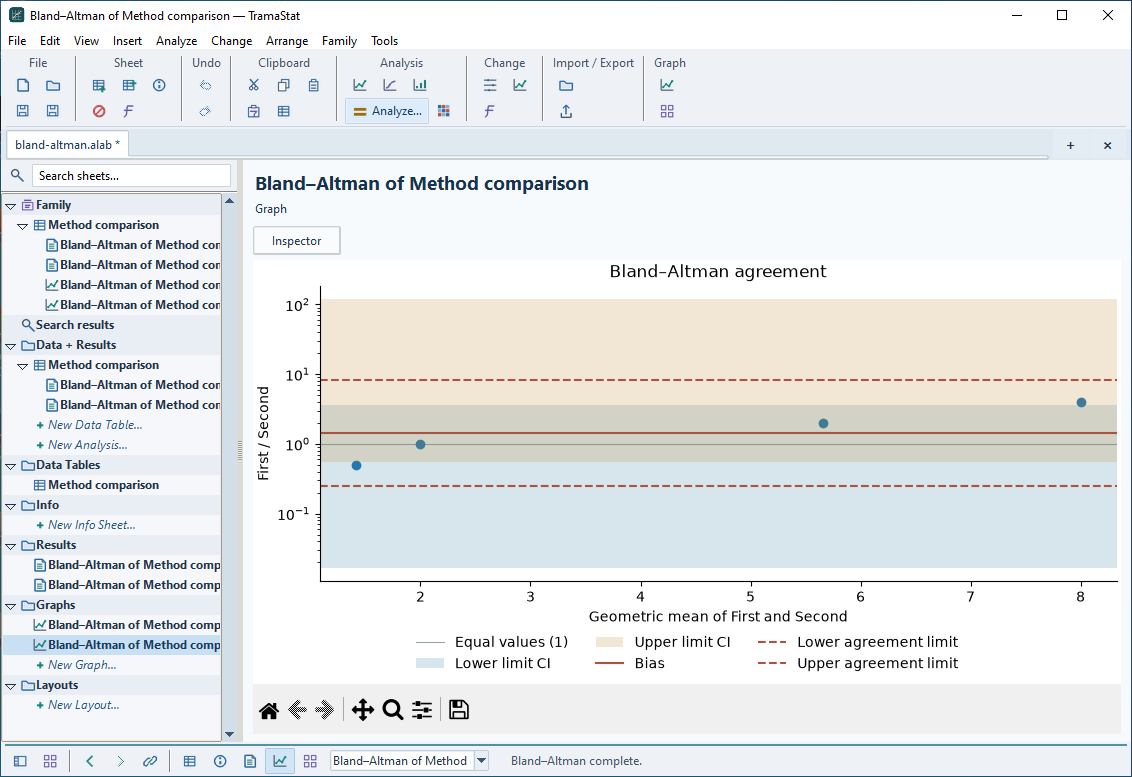 Bland–Altman of Method comparison — TramaStat
File Edit View Insert Analyze Change Arrange Family Tools
File Sheet Undo Clipboard Analysis Change Import / Export Graph
Analyze...
bland-altman.alab *
+ ×
Search sheets...
Family
Method comparison
Bland–Altman of Method con
Bland–Altman of Method con
Bland–Altman of Method con
Bland–Altman of Method con
Search results
Data + Results
Method comparison
Bland–Altman of Method con
Bland–Altman of Method con
+ New Data Table...
+ New Analysis...
Data Tables
Method comparison
Info
+ New Info Sheet...
Results
Bland–Altman of Method comp
Bland–Altman of Method comp
Graphs
Bland–Altman of Method comp
Bland–Altman of Method comp
+ New Graph...
Layouts
+ New Layout...
Bland–Altman of Method comparison
Graph
Inspector
Bland–Altman agreement
First / Second
10²
10¹
10⁰
10⁻¹
2 3 4 5 6 7 8
Geometric mean of First and Second
Equal values (1) Upper limit CI Lower agreement limit
Lower limit CI Bias Upper agreement limit
Bland–Altman of Method
Bland–Altman complete.